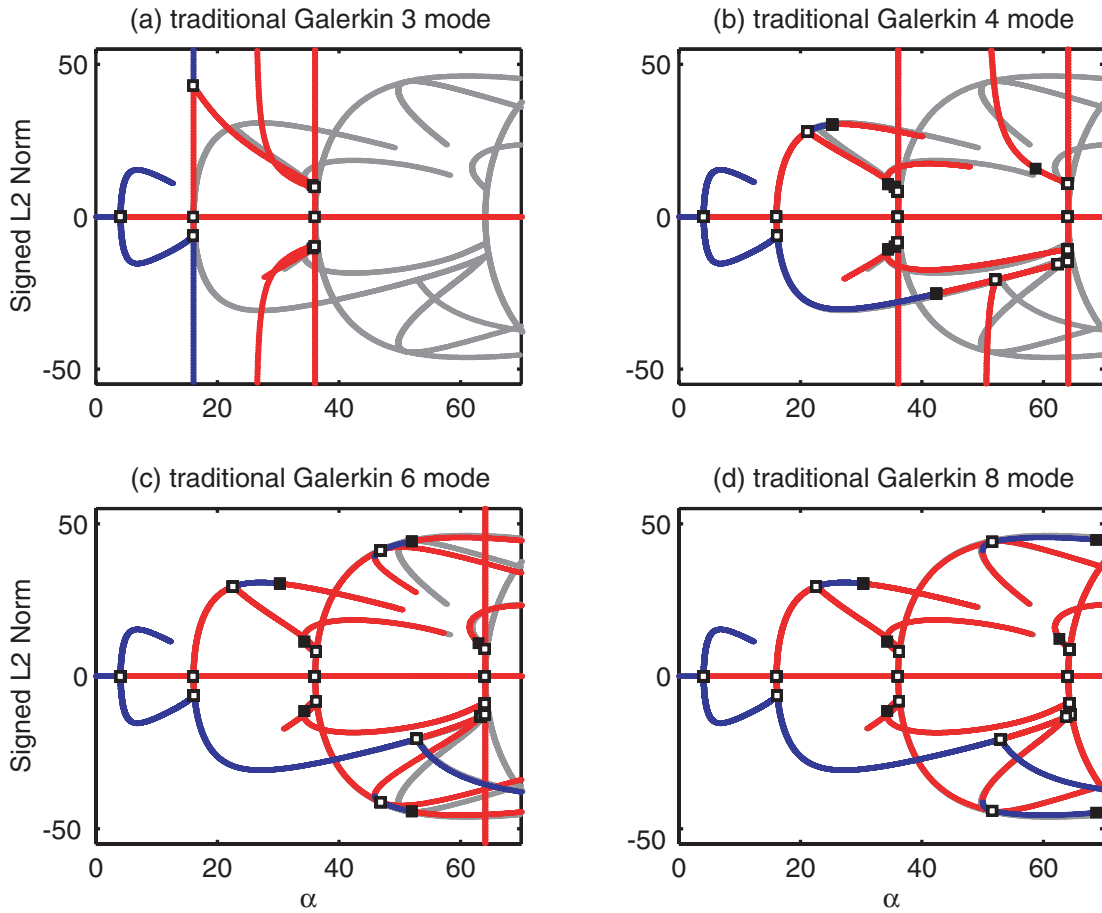 (a) traditional Galerkin 3 mode
(b) traditional Galerkin 4 mode
Signed L2 Norm
50
0
-50
0 20 40 60
50
0
-50
0 20 40 60
(c) traditional Galerkin 6 mode
(d) traditional Galerkin 8 mode
Signed L2 Norm
50
0
-50
0 20 40 60
α
50
0
-50
0 20 40 60
α